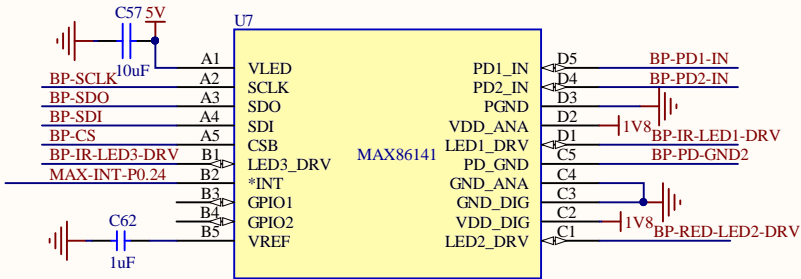 C57
5V
U7
10uF
A1
VLED
PD1_IN
D5
BP-PD1-IN
BP-SCLK
A2
SCLK
PD2_IN
D4
BP-PD2-IN
BP-SDO
A3
SDO
PGND
D3
BP-SDI
A4
SDI
VDD_ANA
D2
1V8
BP-CS
A5
CSB
LED1_DRV
D1
BP-IR-LED1-DRV
BP-IR-LED3-DRV
B1
LED3_DRV
MAX86141
PD_GND
C5
BP-PD-GND2
MAX-INT-P0.24
B2
*INT
GND_ANA
C4
B3
GPIO1
GND_DIG
C3
B4
GPIO2
VDD_DIG
C2
1V8
C62
1uF
B5
VREF
LED2_DRV
C1
BP-RED-LED2-DRV